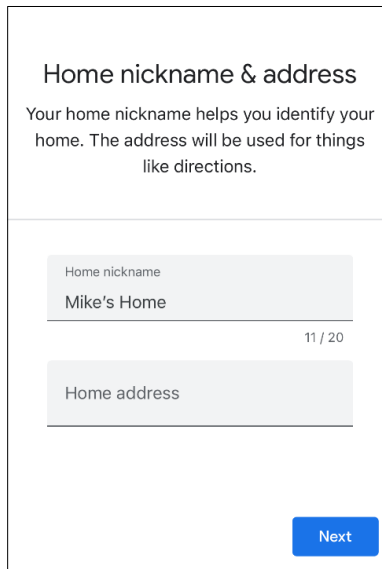 Home nickname & address
Your home nickname helps you identify your
home. The address will be used for things
like directions.
Home nickname
Mike’s Home
11 / 20
Home address
Next